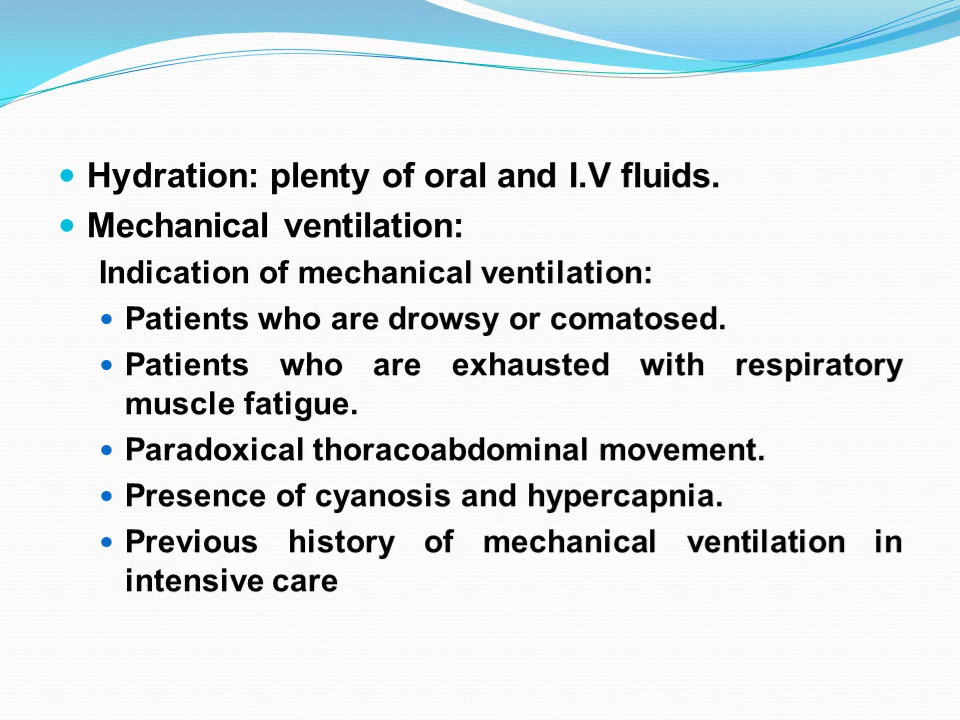 Hydration: plenty of oral and I.V fluids.
Mechanical ventilation:
Indication of mechanical ventilation:
Patients who are drowsy or comatosed.
Patients who are exhausted with respiratory
muscle fatigue.
Paradoxical thoracoabdominal movement.
Presence of cyanosis and hypercapnia.
Previous history of mechanical ventilation in
intensive care